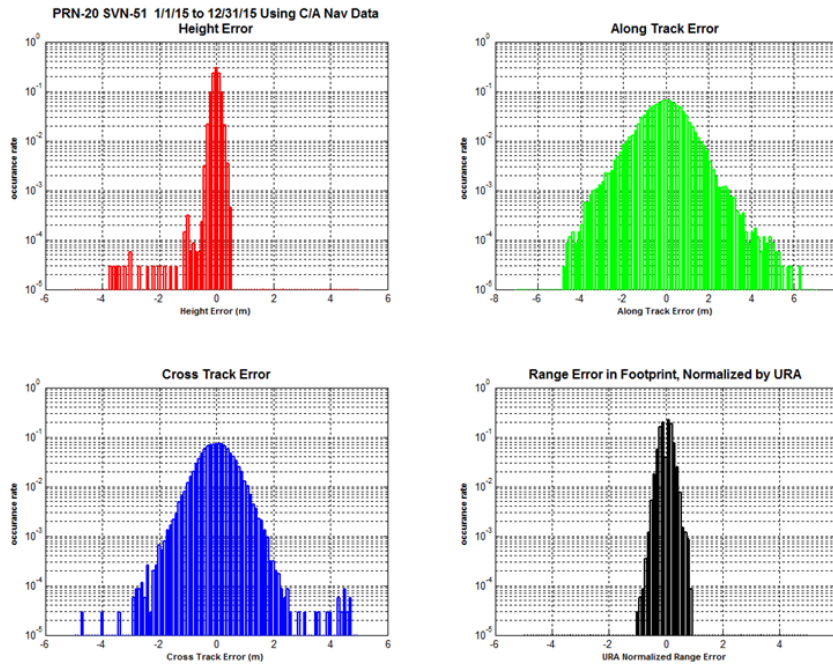 PRN-20 SVN-51 1/1/15 to 12/31/15 Using C/A Nav Data
Height Error
10^0
10^-1
10^-2
10^-3
10^-4
10^-5
occurance rate
-6 -4 -2 0 2 4 6
Height Error (m)
Along Track Error
10^0
10^-1
10^-2
10^-3
10^-4
10^-5
occurance rate
-8 -6 -4 -2 0 2 4 6 8
Along Track Error (m)
Cross Track Error
10^0
10^-1
10^-2
10^-3
10^-4
10^-5
occurance rate
-6 -4 -2 0 2 4 6
Cross Track Error (m)
Range Error in Footprint, Normalized by URA
10^0
10^-1
10^-2
10^-3
10^-4
10^-5
occurance rate
-6 -4 -2 0 2 4 6
URA Normalized Range Error